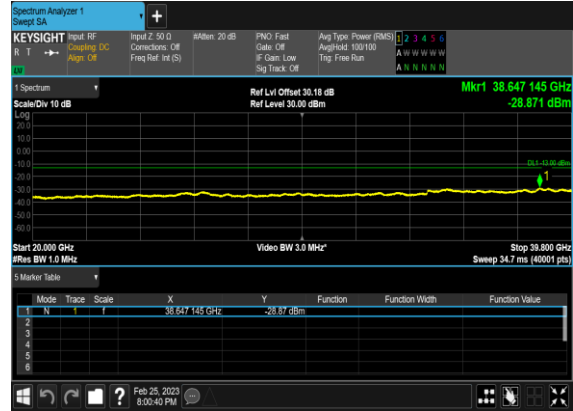 Spectrum Analyzer 1
Swept SA
+
KEYSIGHT Input: RF Input Z: 50 Ω #Atten: 20 dB PNO: Fast Avg Type: Power (RMS) 1 2 3 4 5 6
R T Coupling: DC Corrections: Off Gate: Off Avg|Hold: 100/100 A W W W W W
Align: Off Freq Ref: Int (S) IF Gain: Low Trig: Free Run
Sig Track: Off A N N N N N
LM
1 Spectrum Ref Lvl Offset 30.18 dB Mkr1 38.647 145 GHz
Scale/Div 10 dB Ref Level 30.00 dBm -28.871 dBm
Log
20.0
10.0
0.00
-10.0
DL1 -13.00 dBm
-20.0
1
-30.0
-40.0
-50.0
-60.0
Start 20.000 GHz Video BW 3.0 MHz* Stop 39.800 GHz
#Res BW 1.0 MHz Sweep 34.7 ms (40001 pts)
5 Marker Table
Mode Trace Scale X Y Function Function Width Function Value
1 N 1 f 38.647 145 GHz -28.87 dBm
2
3
4
5
6
? Feb 25, 2023
8:00:40 PM